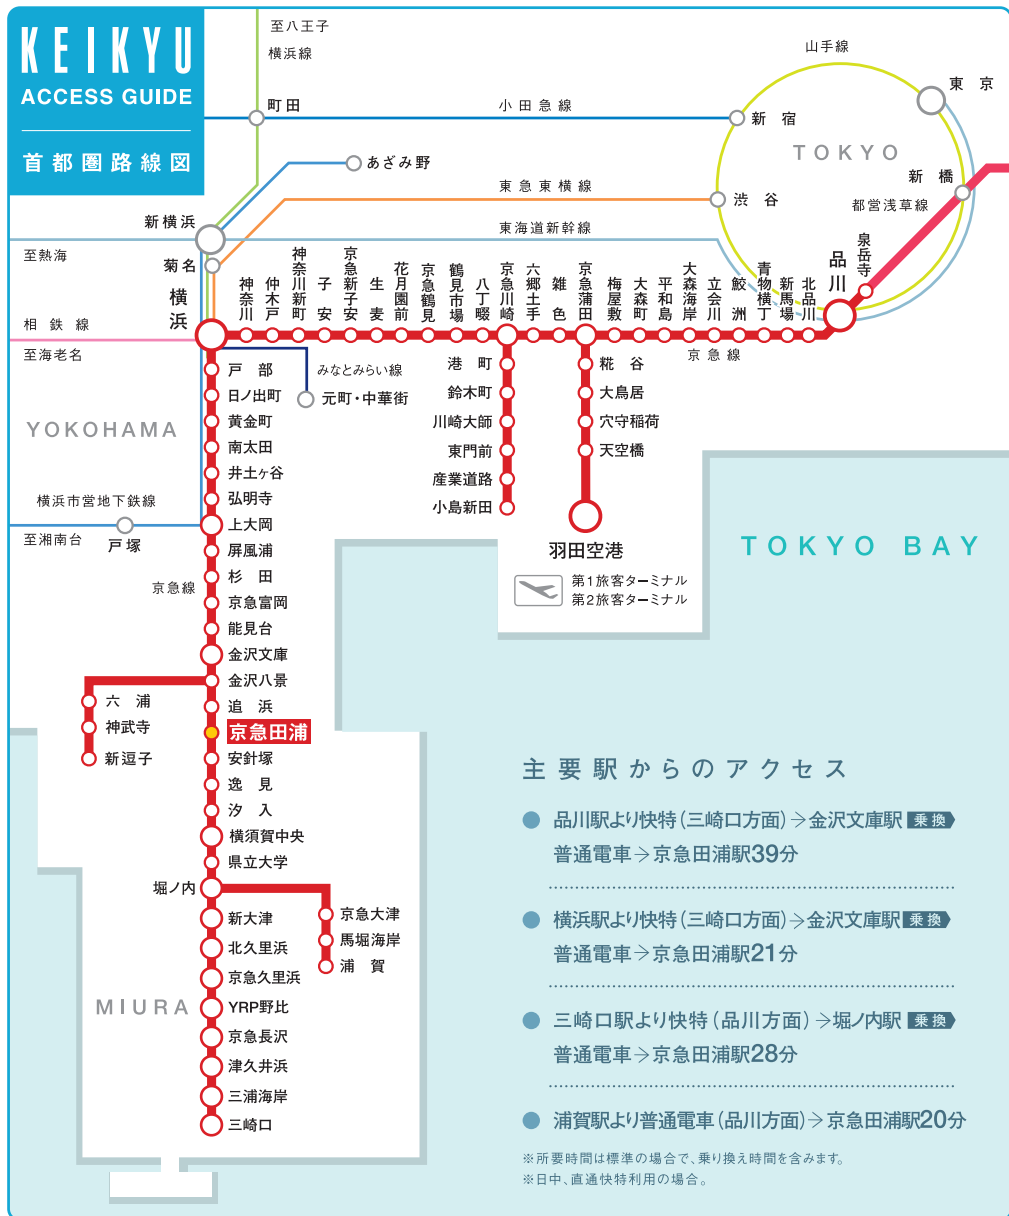 KEIKYU
ACCESS GUIDE
首都圏路線図
至八王子
横浜線
町田
小田急線
新宿
山手線
東京
TOKYO
あざみ野
東急東横線
渋谷
新橋
都営浅草線
新横浜
東海道新幹線
至熱海
菊名
横浜
神奈川
仲木戸
神奈川新町
子安
京急新子安
生麦
花月園前
京急鶴見
鶴見市場
八丁畷
京急川崎
六郷土手
雑色
京急蒲田
梅屋敷
大森町
平和島
大森海岸
立会川
鮫洲
青物横丁
新馬場
北品川
品川
泉岳寺
相鉄線
至海老名
京急線
みなとみらい線
元町・中華街
港町
鈴木町
川崎大師
東門前
産業道路
小島新田
糀谷
大鳥居
穴守稲荷
天空橋
羽田空港
第1旅客ターミナル
第2旅客ターミナル
YOKOHAMA
TOKYO BAY
戸部
日ノ出町
黄金町
南太田
井土ヶ谷
弘明寺
上大岡
横浜市営地下鉄線
至湘南台
戸塚
屏風浦
京急線
杉田
京急富岡
能見台
金沢文庫
金沢八景
六浦
神武寺
新逗子
追浜
京急田浦
安針塚
逸見
汐入
横須賀中央
県立大学
堀ノ内
京急大津
馬堀海岸
浦賀
新大津
北久里浜
京急久里浜
MIURA
YRP野比
京急長沢
津久井浜
三浦海岸
三崎口
主要駅からのアクセス
● 品川駅より快特(三崎口方面)→金沢文庫駅 乗換
普通電車→京急田浦駅39分
● 横浜駅より快特(三崎口方面)→金沢文庫駅 乗換
普通電車→京急田浦駅21分
● 三崎口駅より快特(品川方面)→堀ノ内駅 乗換
普通電車→京急田浦駅28分
● 浦賀駅より普通電車(品川方面)→京急田浦駅20分
※所要時間は標準の場合で、乗り換え時間を含みます。
※日中、直通快特利用の場合。